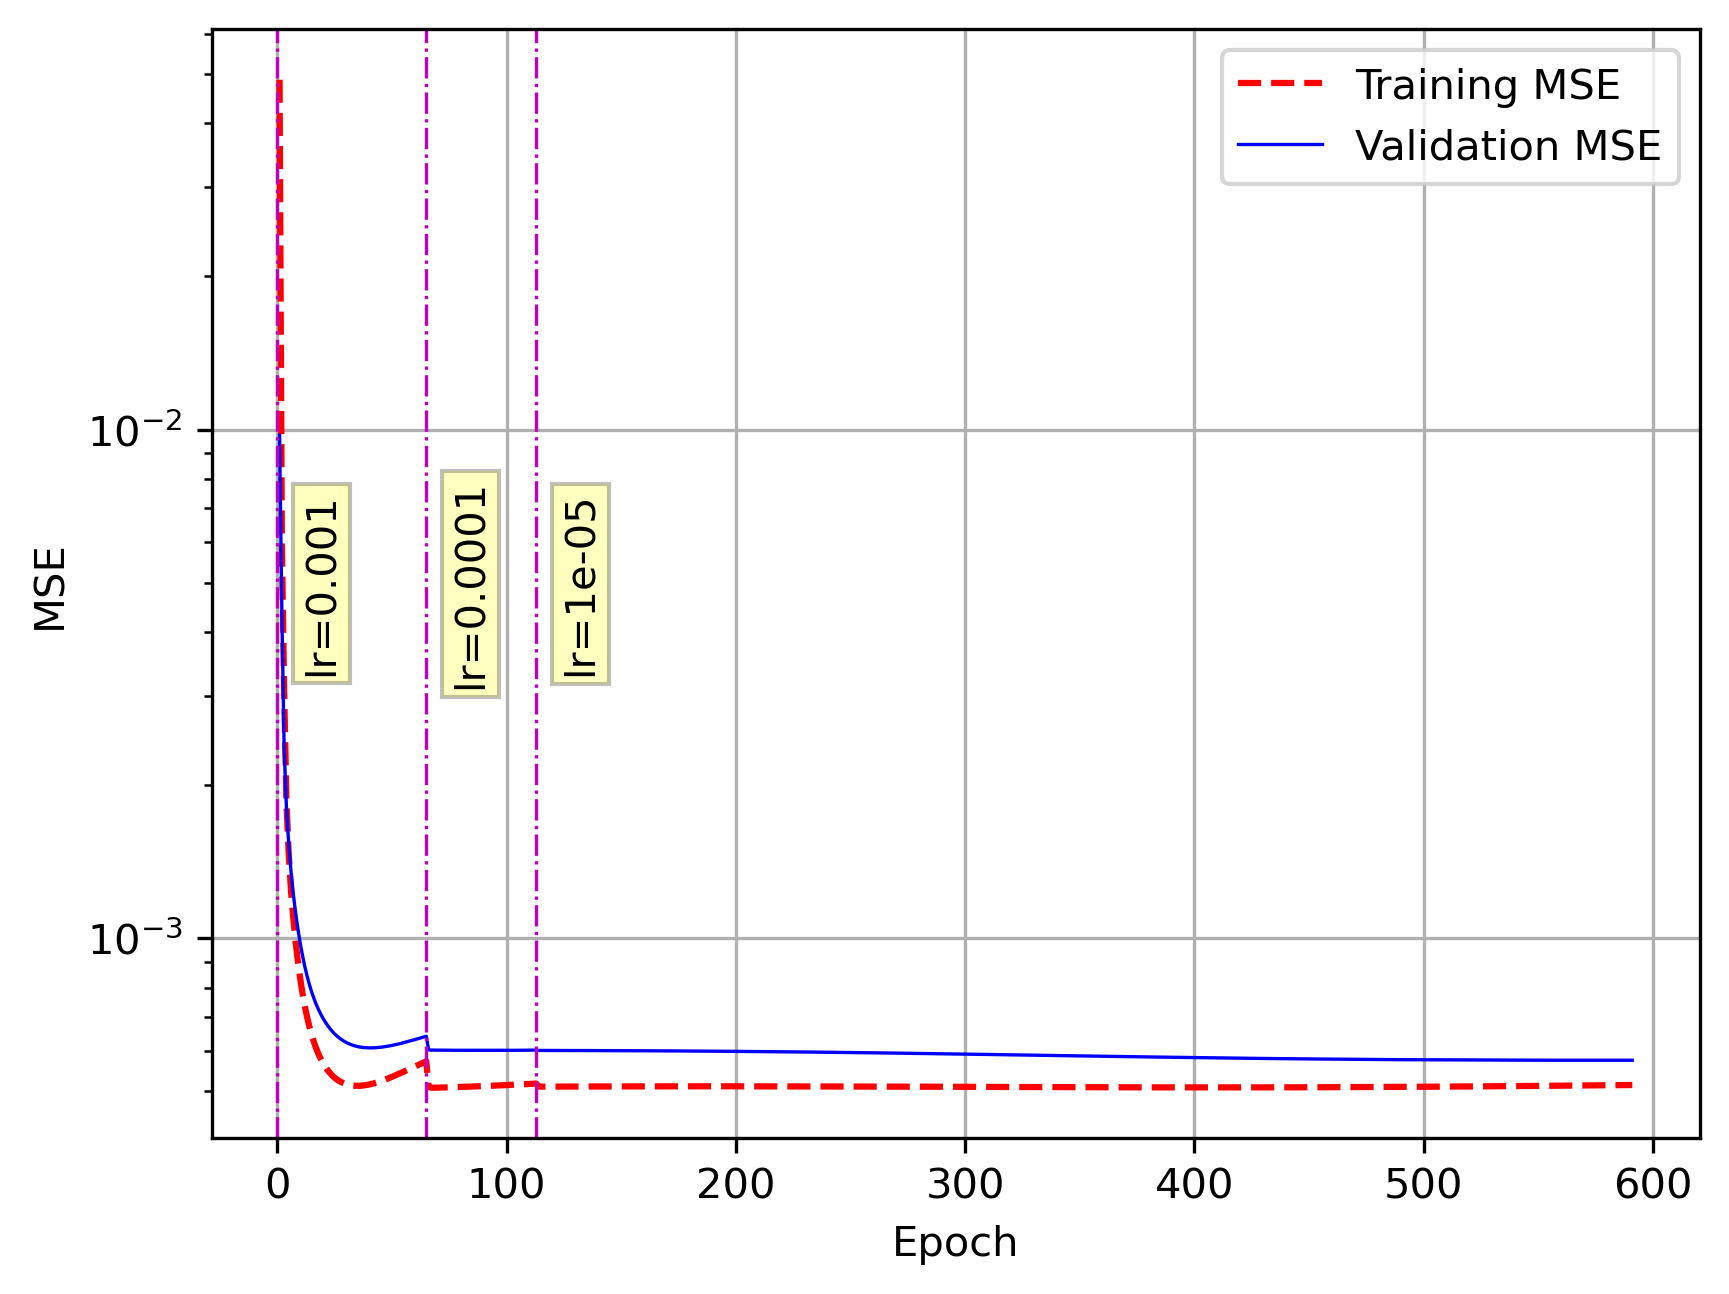 Training MSE
Validation MSE
10⁻²
10⁻³
MSE
lr=0.001
lr=0.0001
lr=1e-05
0 100 200 300 400 500 600
Epoch